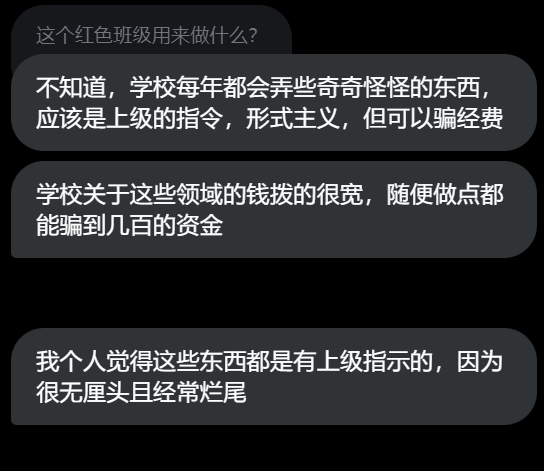 这个红色班级用来做什么？
不知道，学校每年都会弄些奇奇怪怪的东西，
应该是上级的指令，形式主义，但可以骗经费
学校关于这些领域的钱拨的很宽，随便做点都
能骗到几百的资金
我个人觉得这些东西都是有上级指示的，因为
很无厘头且经常烂尾